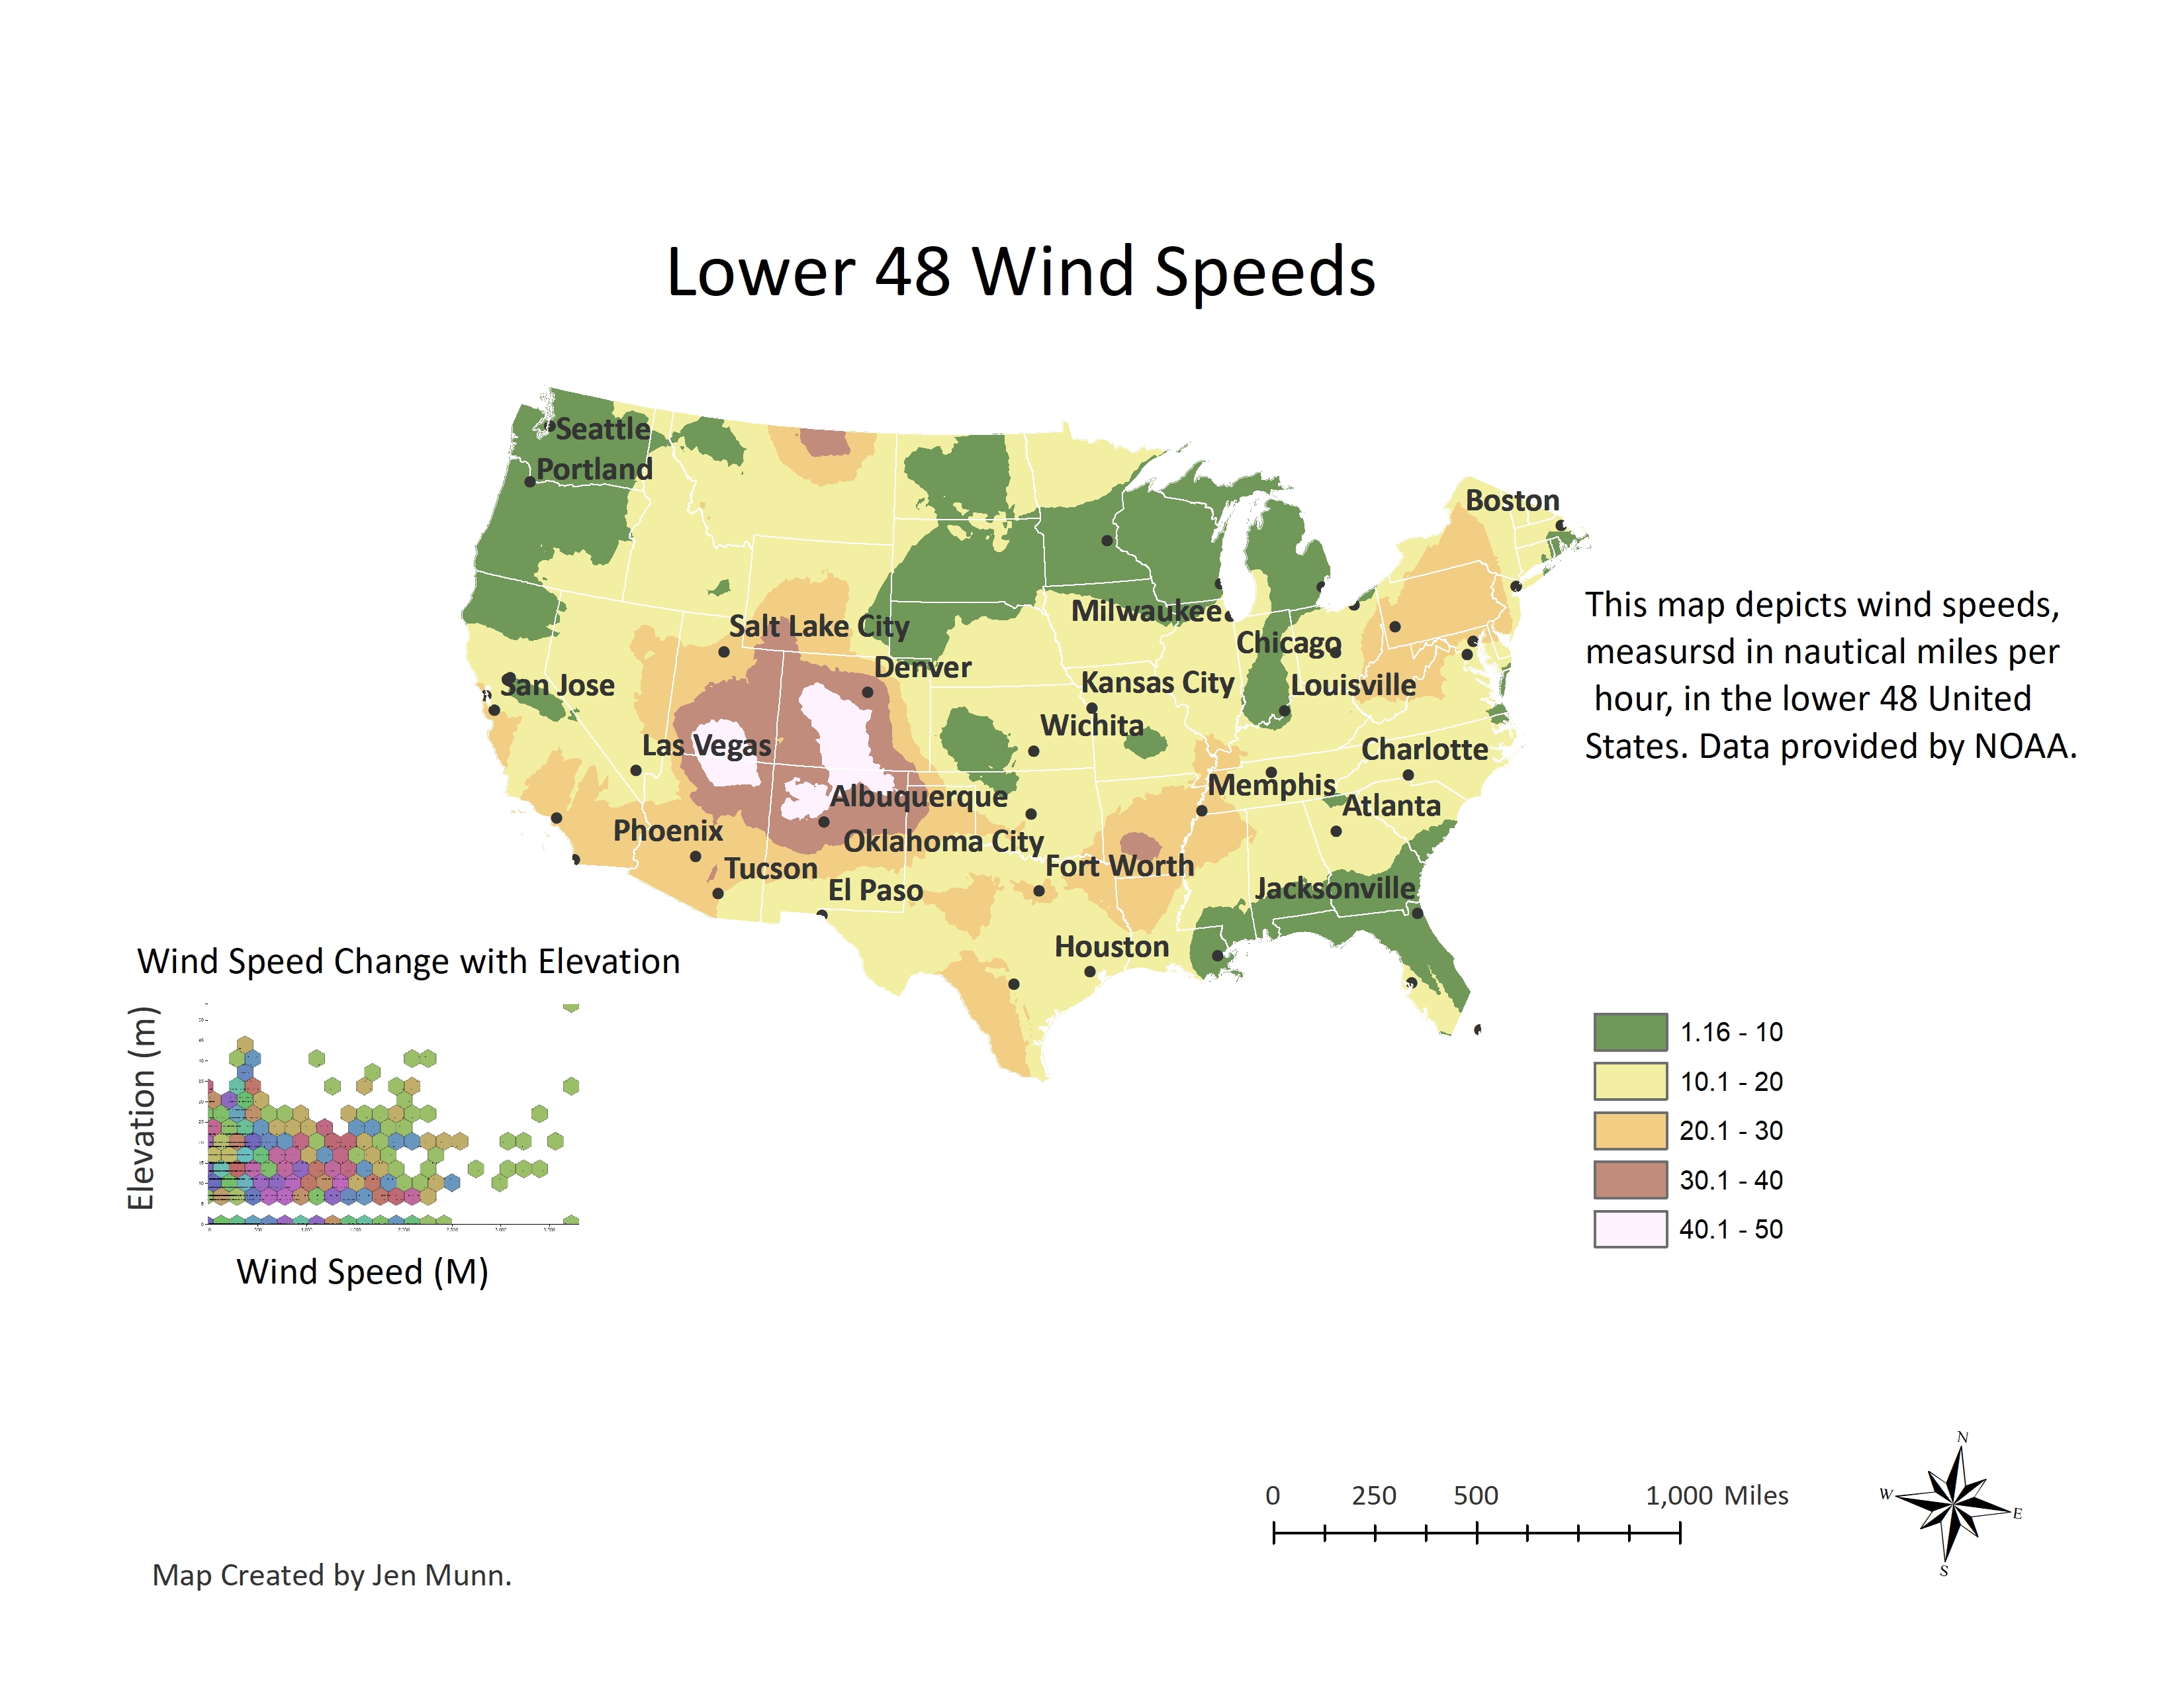 Lower 48 Wind Speeds
Seattle
Portland
Boston
Salt Lake City
Milwaukee
Chicago
Denver
San Jose
Kansas City
Louisville
Wichita
Las Vegas
Charlotte
Memphis
Albuquerque
Atlanta
Phoenix
Oklahoma City
Tucson
Fort Worth
El Paso
Jacksonville
Houston
This map depicts wind speeds,
measursd in nautical miles per
hour, in the lower 48 United
States. Data provided by NOAA.
Wind Speed Change with Elevation
Elevation (m)
Wind Speed (M)
1.16 - 10
10.1 - 20
20.1 - 30
30.1 - 40
40.1 - 50
0 250 500 1,000 Miles
N
W
E
S
Map Created by Jen Munn.